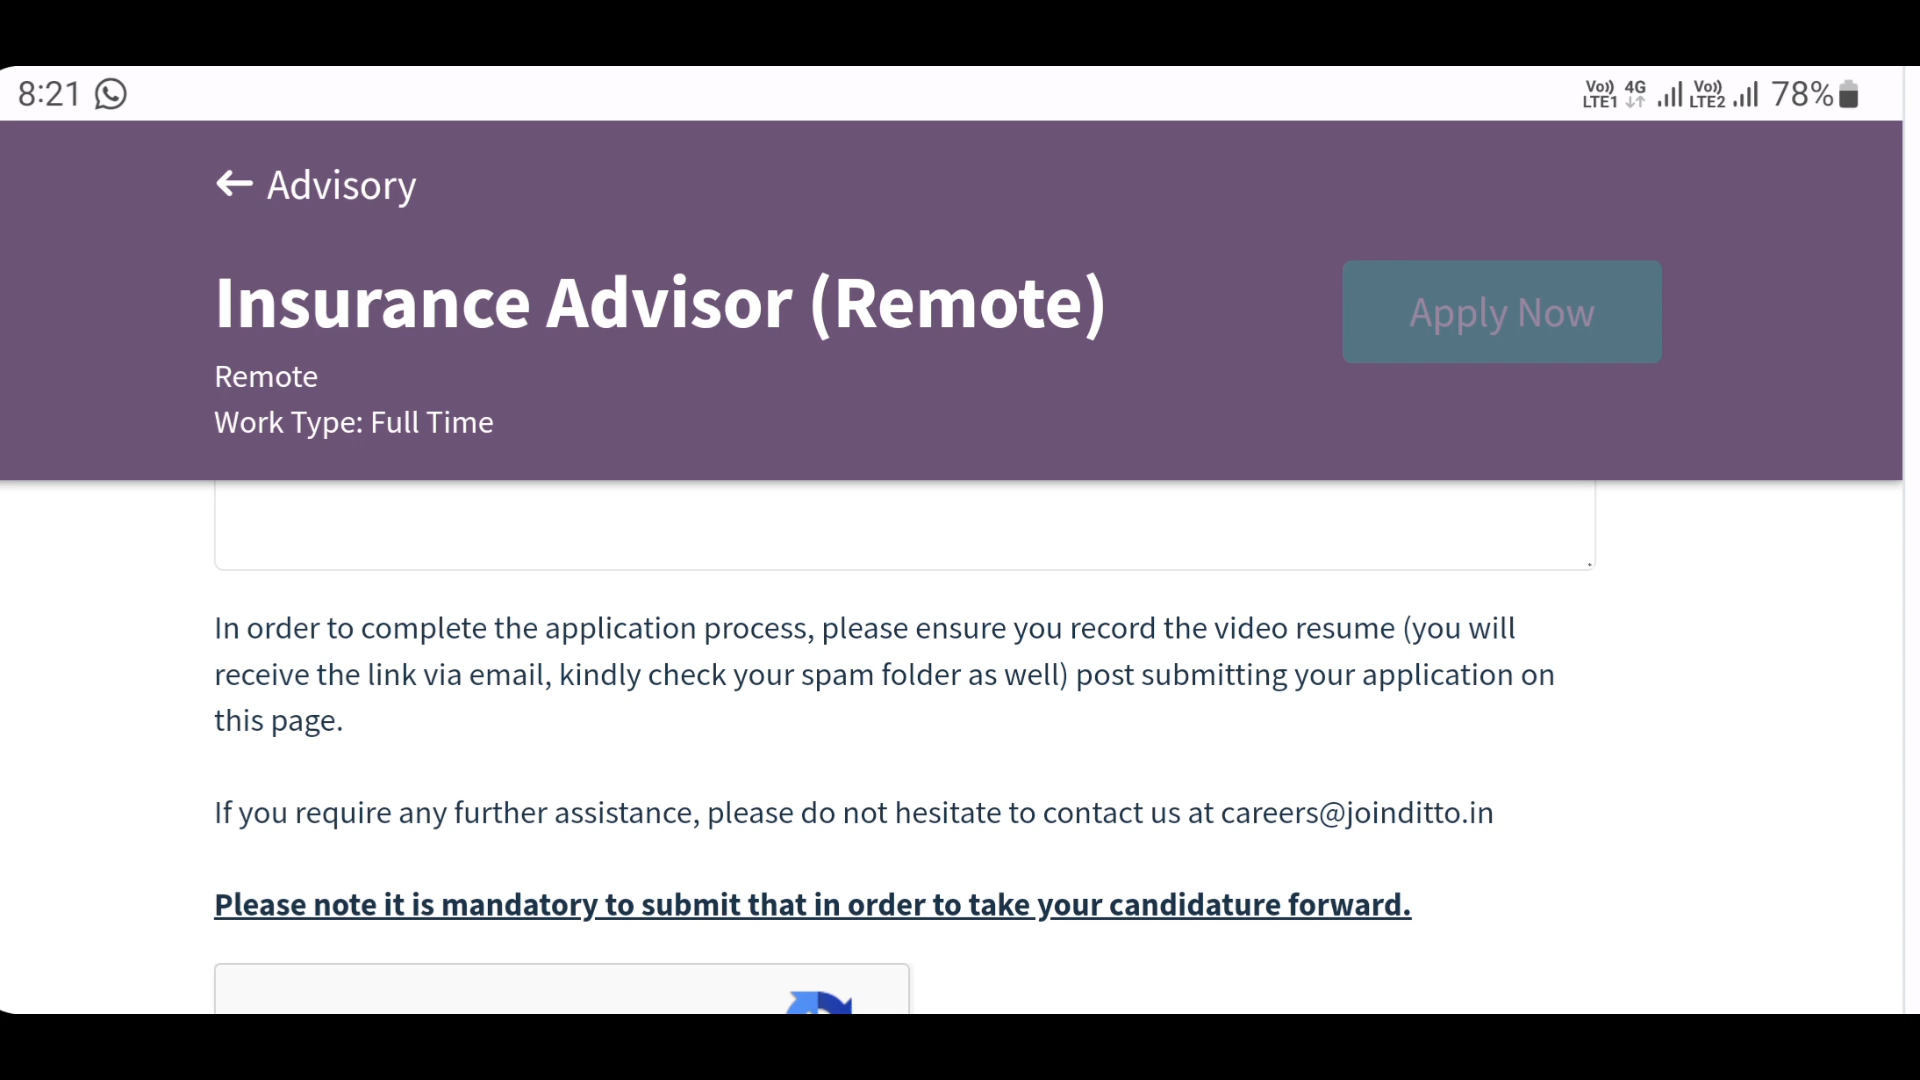 8:21
Vo)) 4G Vo)) 78%
LTE1 LTE2
← Advisory
Insurance Advisor (Remote)
Apply Now
Remote
Work Type: Full Time
In order to complete the application process, please ensure you record the video resume (you will
receive the link via email, kindly check your spam folder as well) post submitting your application on
this page.
If you require any further assistance, please do not hesitate to contact us at careers@joinditto.in
Please note it is mandatory to submit that in order to take your candidature forward.